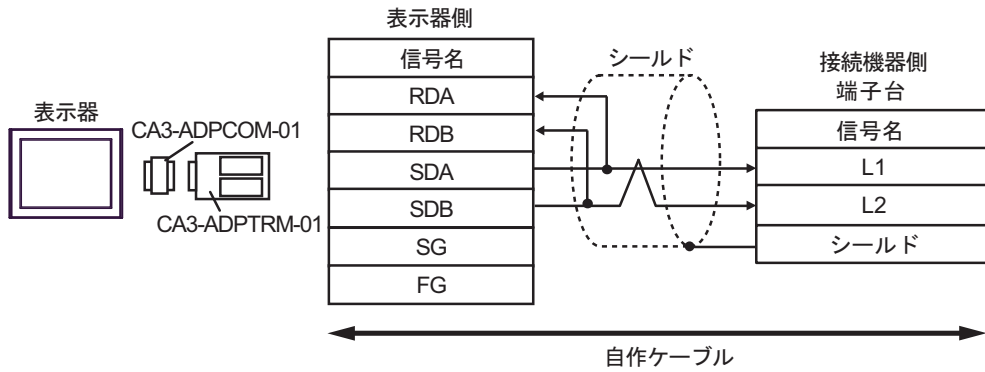 表示器側
信号名
RDA
RDB
SDA
SDB
SG
FG
シールド
接続機器側
端子台
信号名
L1
L2
シールド
表示器
CA3-ADPCOM-01
CA3-ADPTRM-01
自作ケーブル